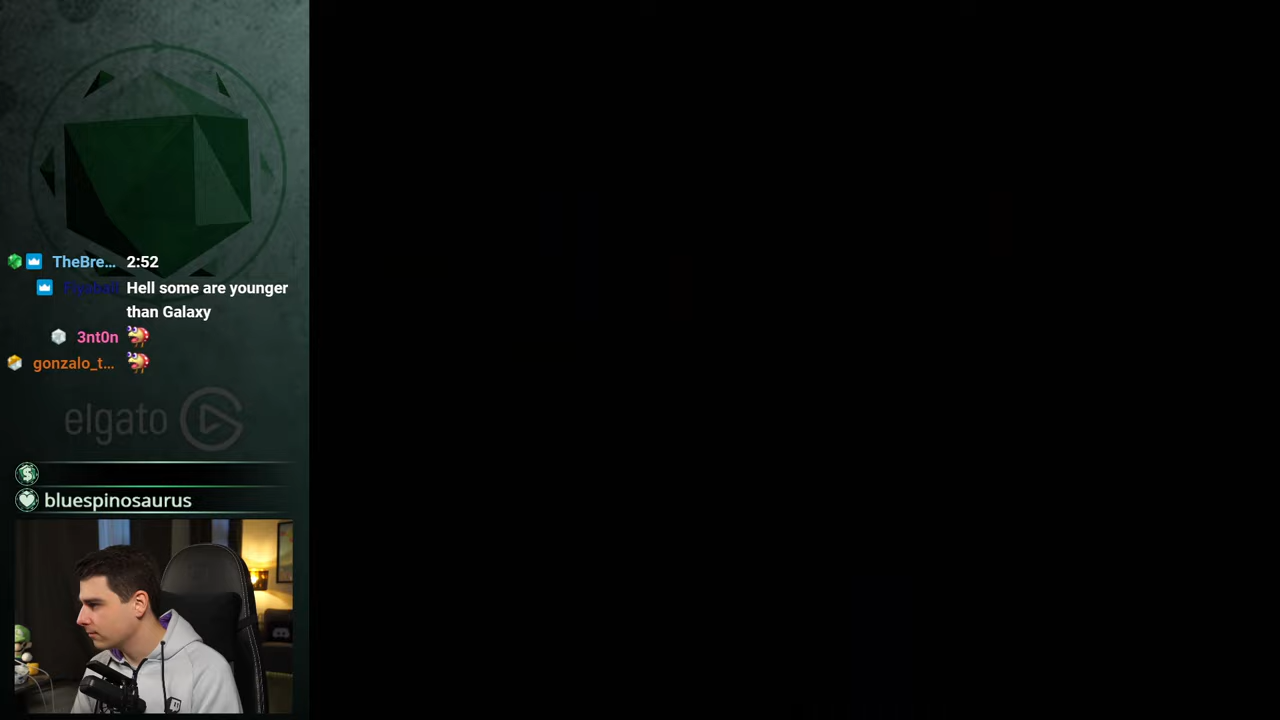 TheBre... 2:52
Hell some are younger
than Galaxy
3nt0n
gonzalo_t...
elgato
bluespinosaurus